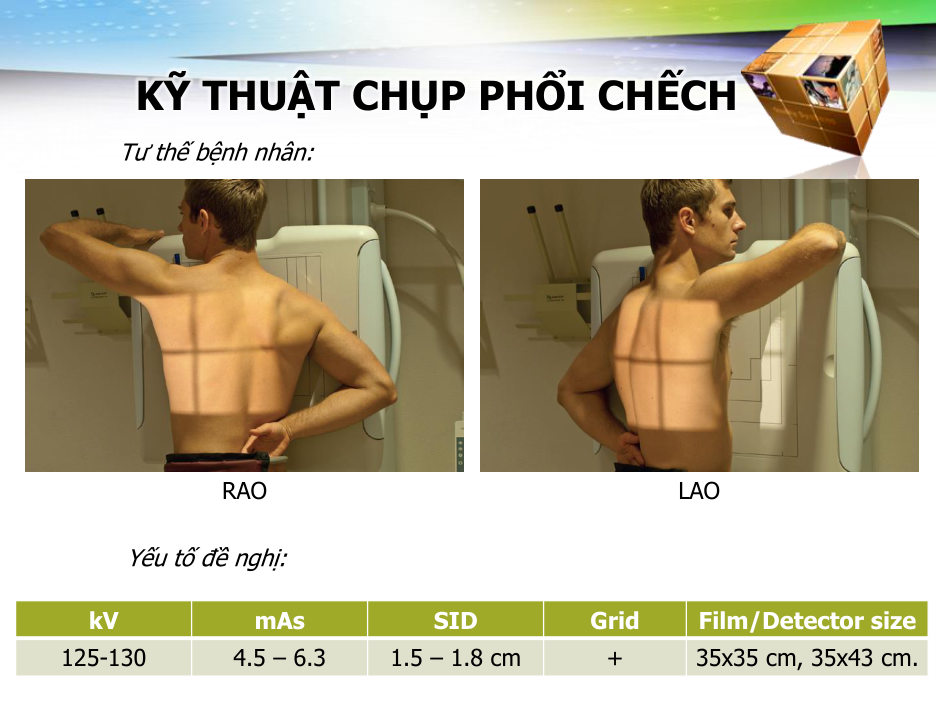 KỸ THUẬT CHỤP PHỔI CHẾCH
Tư thế bệnh nhân:
RAO
LAO
Yếu tố đề nghị:
kV mAs SID Grid Film/Detector size
125-130 4.5 – 6.3 1.5 – 1.8 cm + 35x35 cm, 35x43 cm.